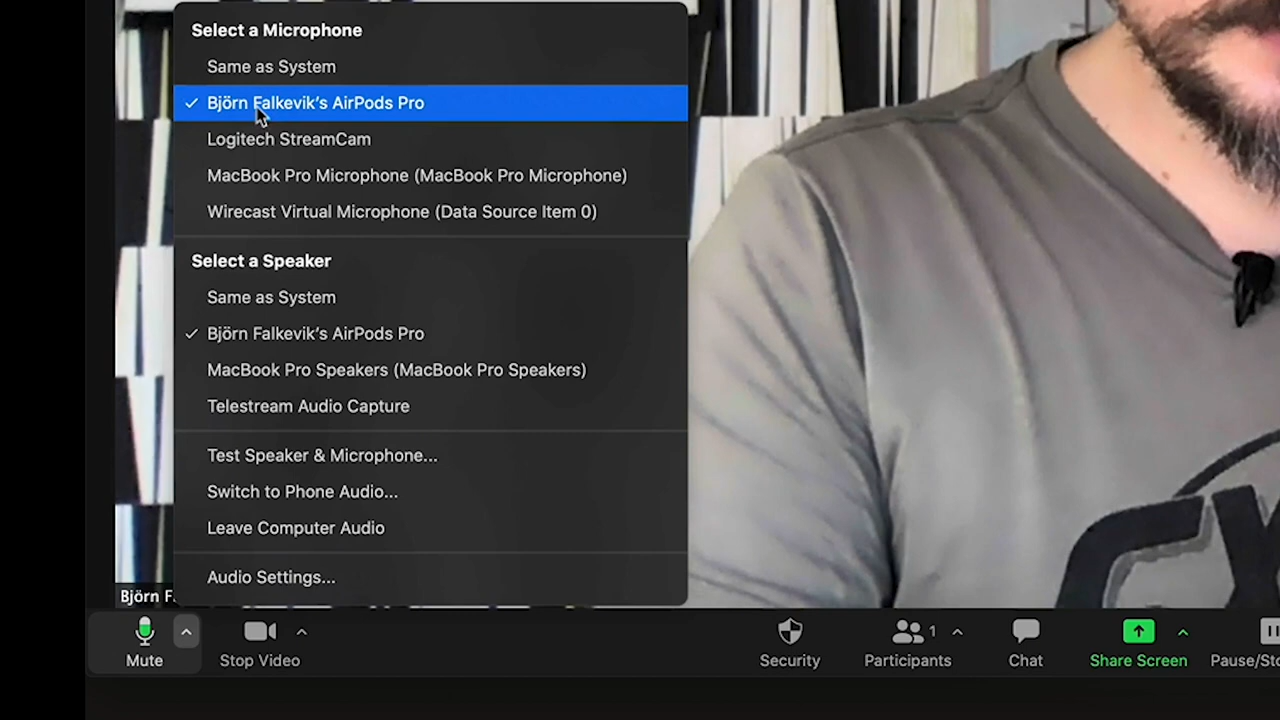 Select a Microphone
Same as System
✓ Björn Falkevik’s AirPods Pro
Logitech StreamCam
MacBook Pro Microphone (MacBook Pro Microphone)
Wirecast Virtual Microphone (Data Source Item 0)
Select a Speaker
Same as System
✓ Björn Falkevik’s AirPods Pro
MacBook Pro Speakers (MacBook Pro Speakers)
Telestream Audio Capture
Test Speaker & Microphone...
Switch to Phone Audio...
Leave Computer Audio
Audio Settings...
Björn F
Mute
Stop Video
Security
Participants 1
Chat
Share Screen
Pause/Sto